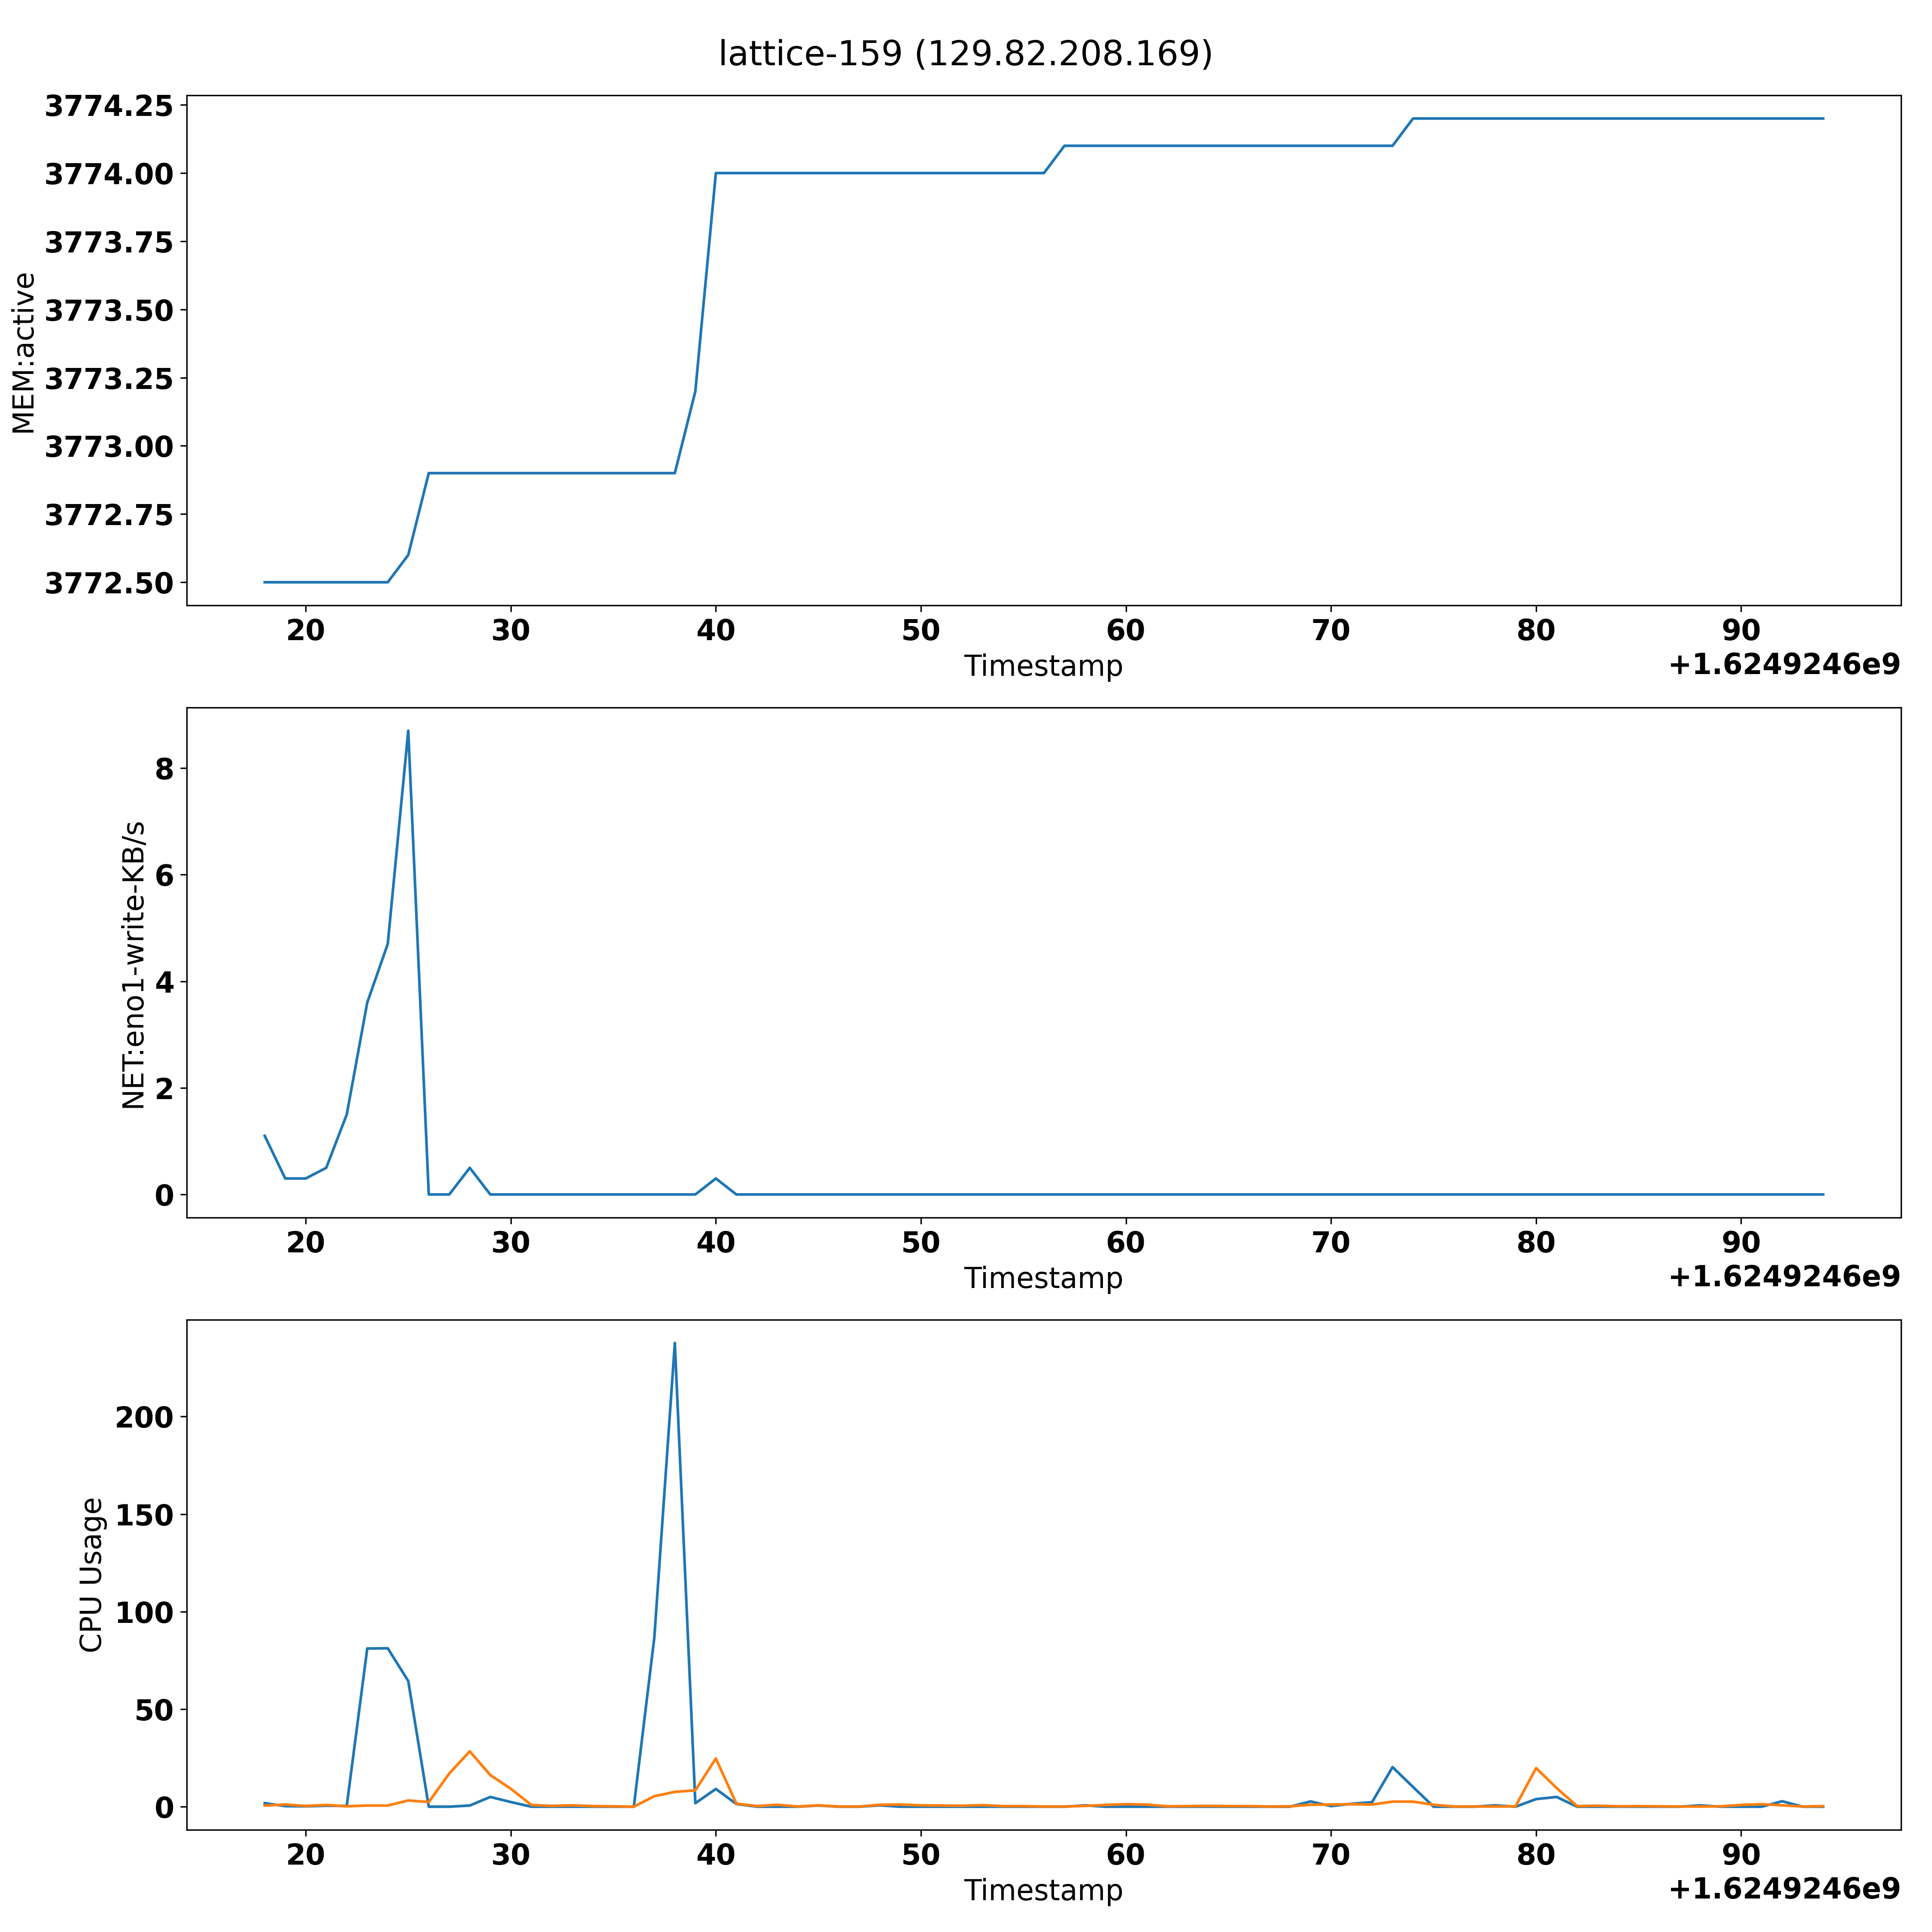 lattice-159 (129.82.208.169)
3774.25
3774.00
3773.75
3773.50
3773.25
3773.00
3772.75
3772.50
MEM:active
20 30 40 50 60 70 80 90
Timestamp
+1.6249246e9
8
6
4
2
0
NET:eno1-write-KB/s
20 30 40 50 60 70 80 90
Timestamp
+1.6249246e9
200
150
100
50
0
CPU Usage
20 30 40 50 60 70 80 90
Timestamp
+1.6249246e9